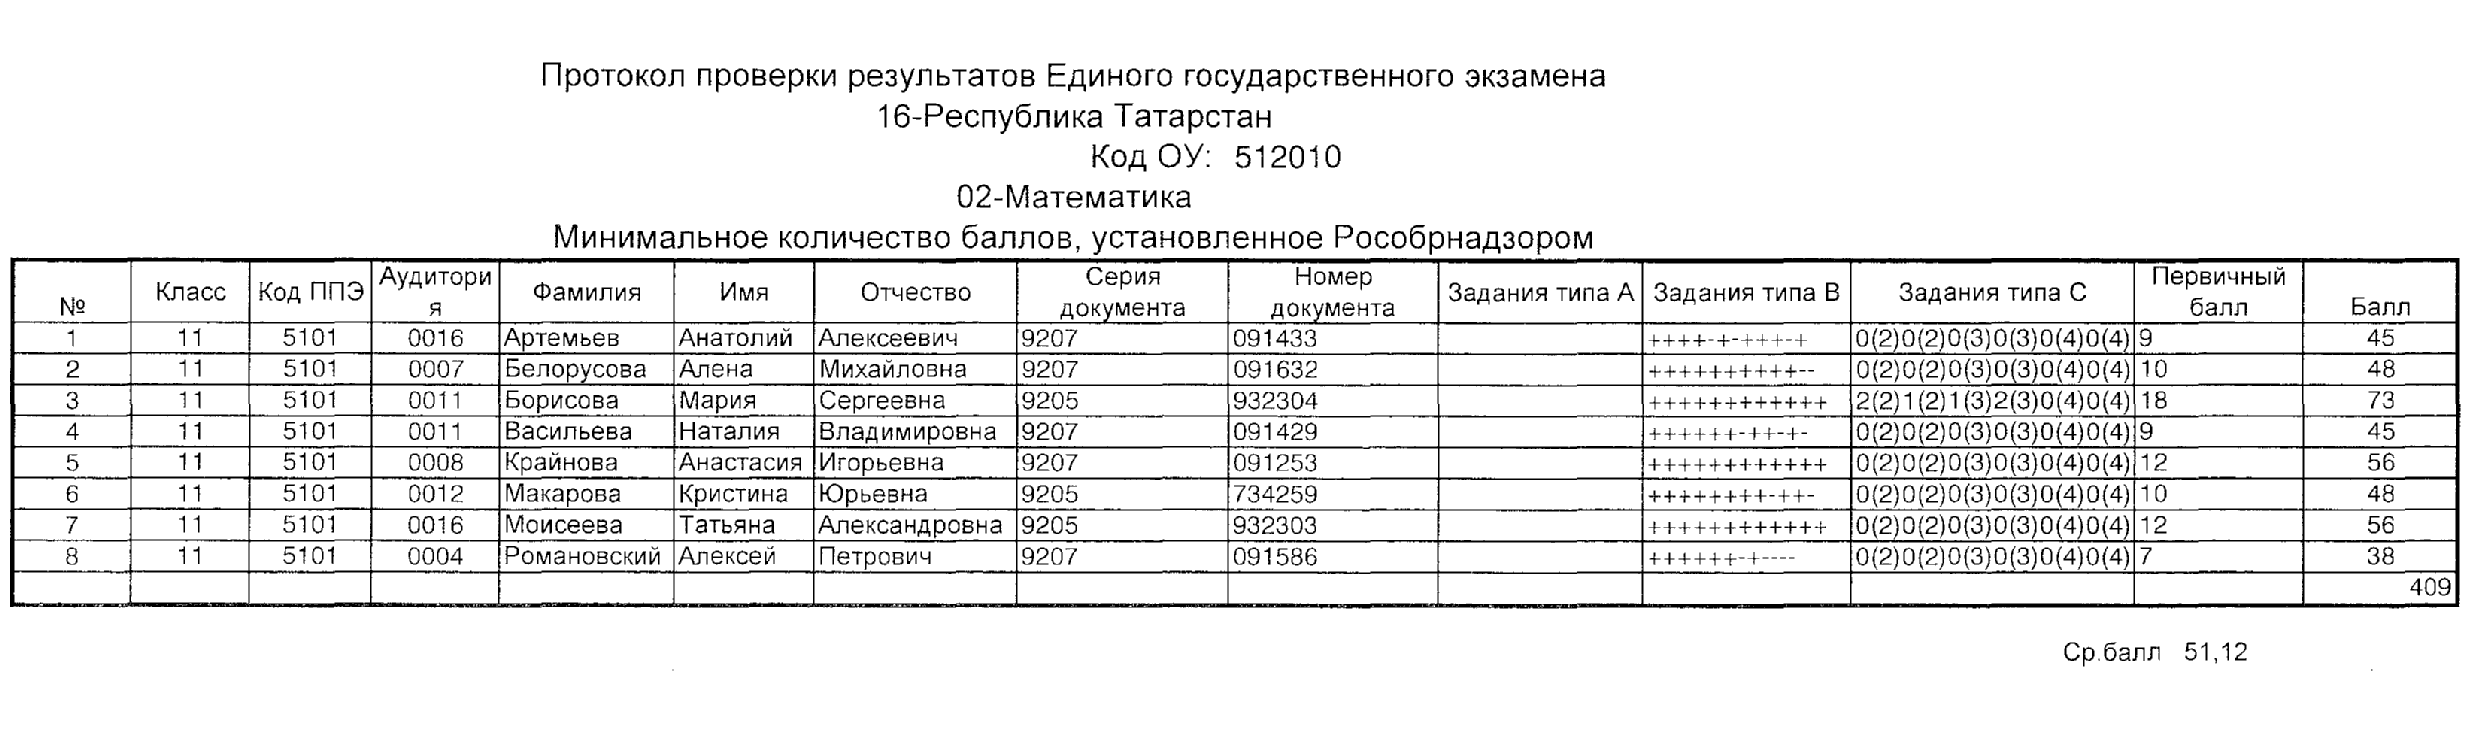 Протокол проверки результатов Единого государственного экзамена
16-Республика Татарстан
Код ОУ: 512010
02-Математика
Минимальное количество баллов, установленное Рособрнадзором
№ Класс Код ППЭ Аудитория Фамилия Имя Отчество Серия документа Номер документа Задания типа А Задания типа В Задания типа С Первичный балл Балл
1 11 5101 0016 Артемьев Анатолий Алексеевич 9207 091433 ++++-+-+++-+ 0(2)0(2)0(3)0(3)0(4)0(4) 9 45
2 11 5101 0007 Белорусова Алена Михайловна 9207 091632 ++++++++++-- 0(2)0(2)0(3)0(3)0(4)0(4) 10 48
3 11 5101 0011 Борисова Мария Сергеевна 9205 932304 ++++++++++++ 2(2)1(2)1(3)2(3)0(4)0(4) 18 73
4 11 5101 0011 Васильева Наталия Владимировна 9207 091429 ++++++-++-+- 0(2)0(2)0(3)0(3)0(4)0(4) 9 45
5 11 5101 0008 Крайнова Анастасия Игорьевна 9207 091253 ++++++++++++ 0(2)0(2)0(3)0(3)0(4)0(4) 12 56
6 11 5101 0012 Макарова Кристина Юрьевна 9205 734259 ++++++++-++- 0(2)0(2)0(3)0(3)0(4)0(4) 10 48
7 11 5101 0016 Моисеева Татьяна Александровна 9205 932303 ++++++++++++ 0(2)0(2)0(3)0(3)0(4)0(4) 12 56
8 11 5101 0004 Романовский Алексей Петрович 9207 091586 ++++++-+---- 0(2)0(2)0(3)0(3)0(4)0(4) 7 38
409
Ср.балл 51,12